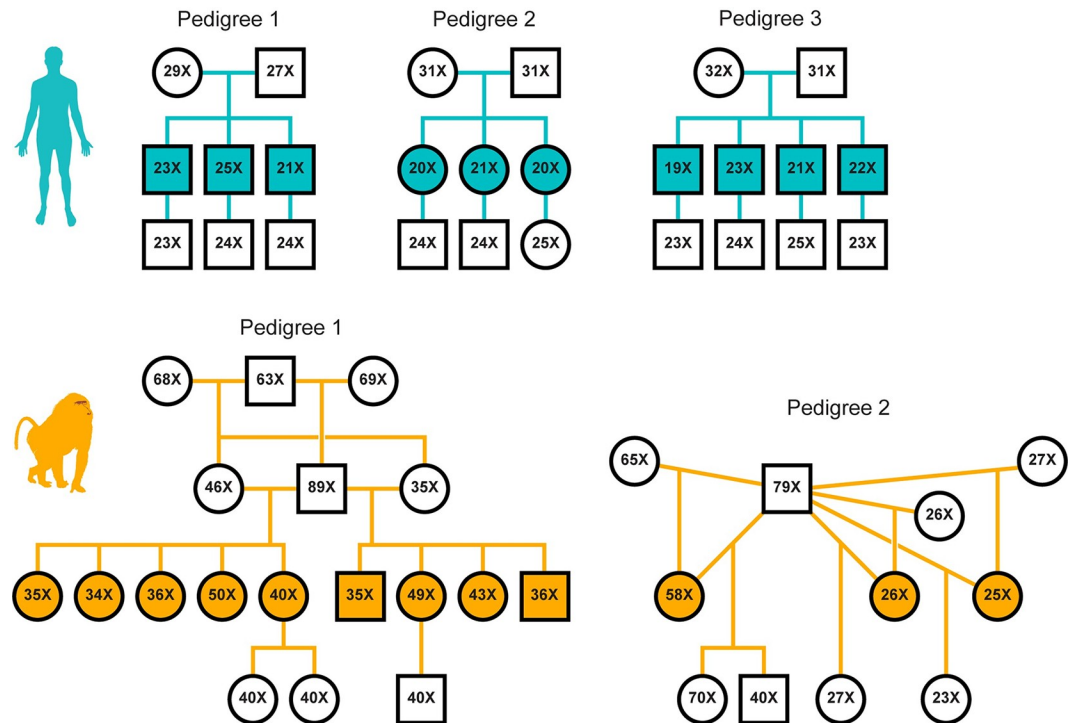 Pedigree 1 Pedigree 2 Pedigree 3
29X 27X 31X 31X 32X 31X
23X 25X 21X 20X 21X 20X 19X 23X 21X 22X
23X 24X 24X 24X 24X 25X 23X 24X 25X 23X
Pedigree 1
68X 63X 69X
Pedigree 2
65X 27X
46X 89X 35X 79X
26X
35X 34X 36X 50X 40X 35X 49X 43X 36X 58X 26X 25X
40X 40X 40X 70X 40X 27X 23X